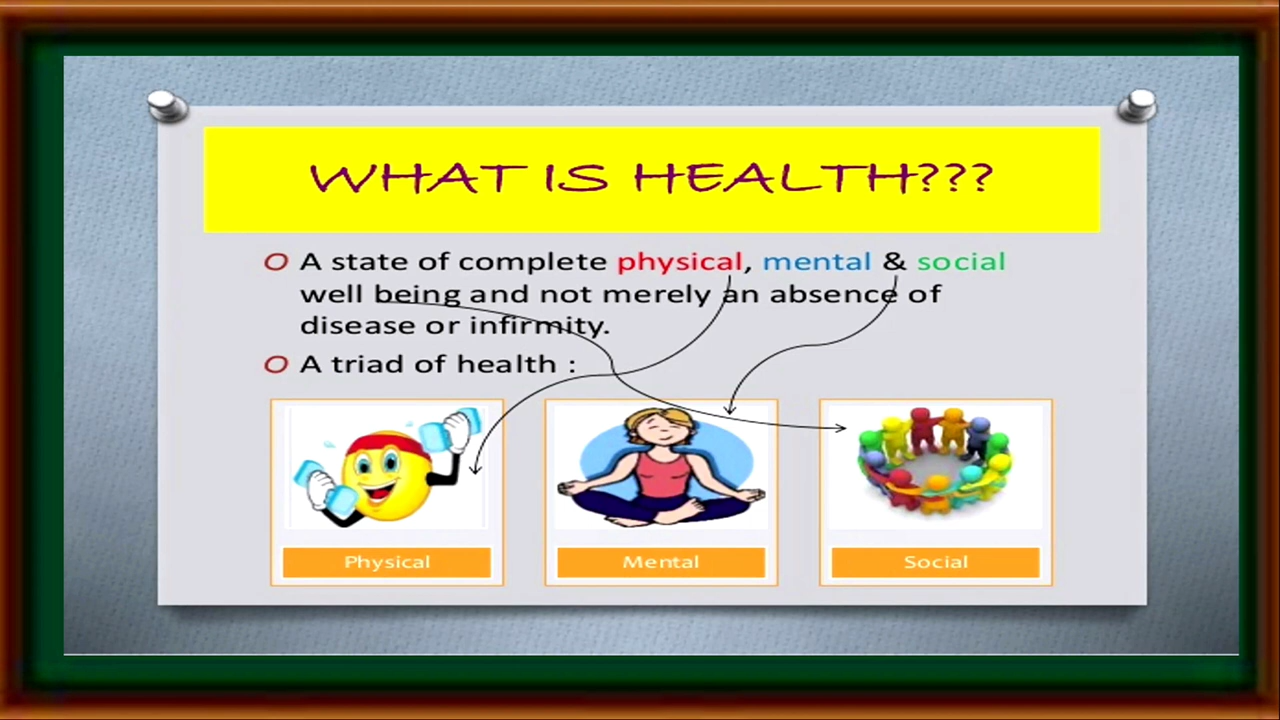 WHAT IS HEALTH???
O A state of complete physical, mental & social
well being and not merely an absence of
disease or infirmity.
O A triad of health :
Physical
Mental
Social